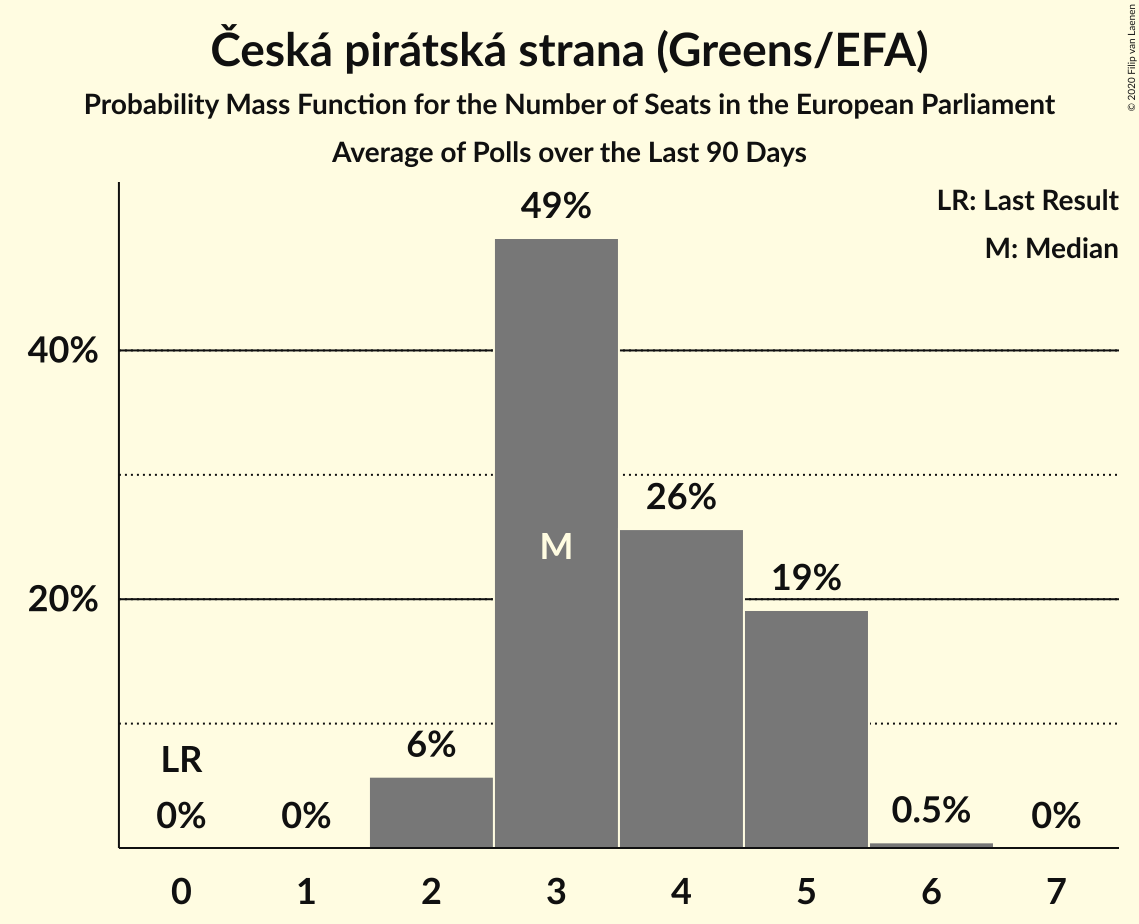 Česká pirátská strana (Greens/EFA)
Probability Mass Function for the Number of Seats in the European Parliament
Average of Polls over the Last 90 Days
© 2020 Filip van Laenen
LR: Last Result
M: Median
49%
40%
26%
M
19%
20%
6%
LR
0% 0% 0.5% 0%
0 1 2 3 4 5 6 7